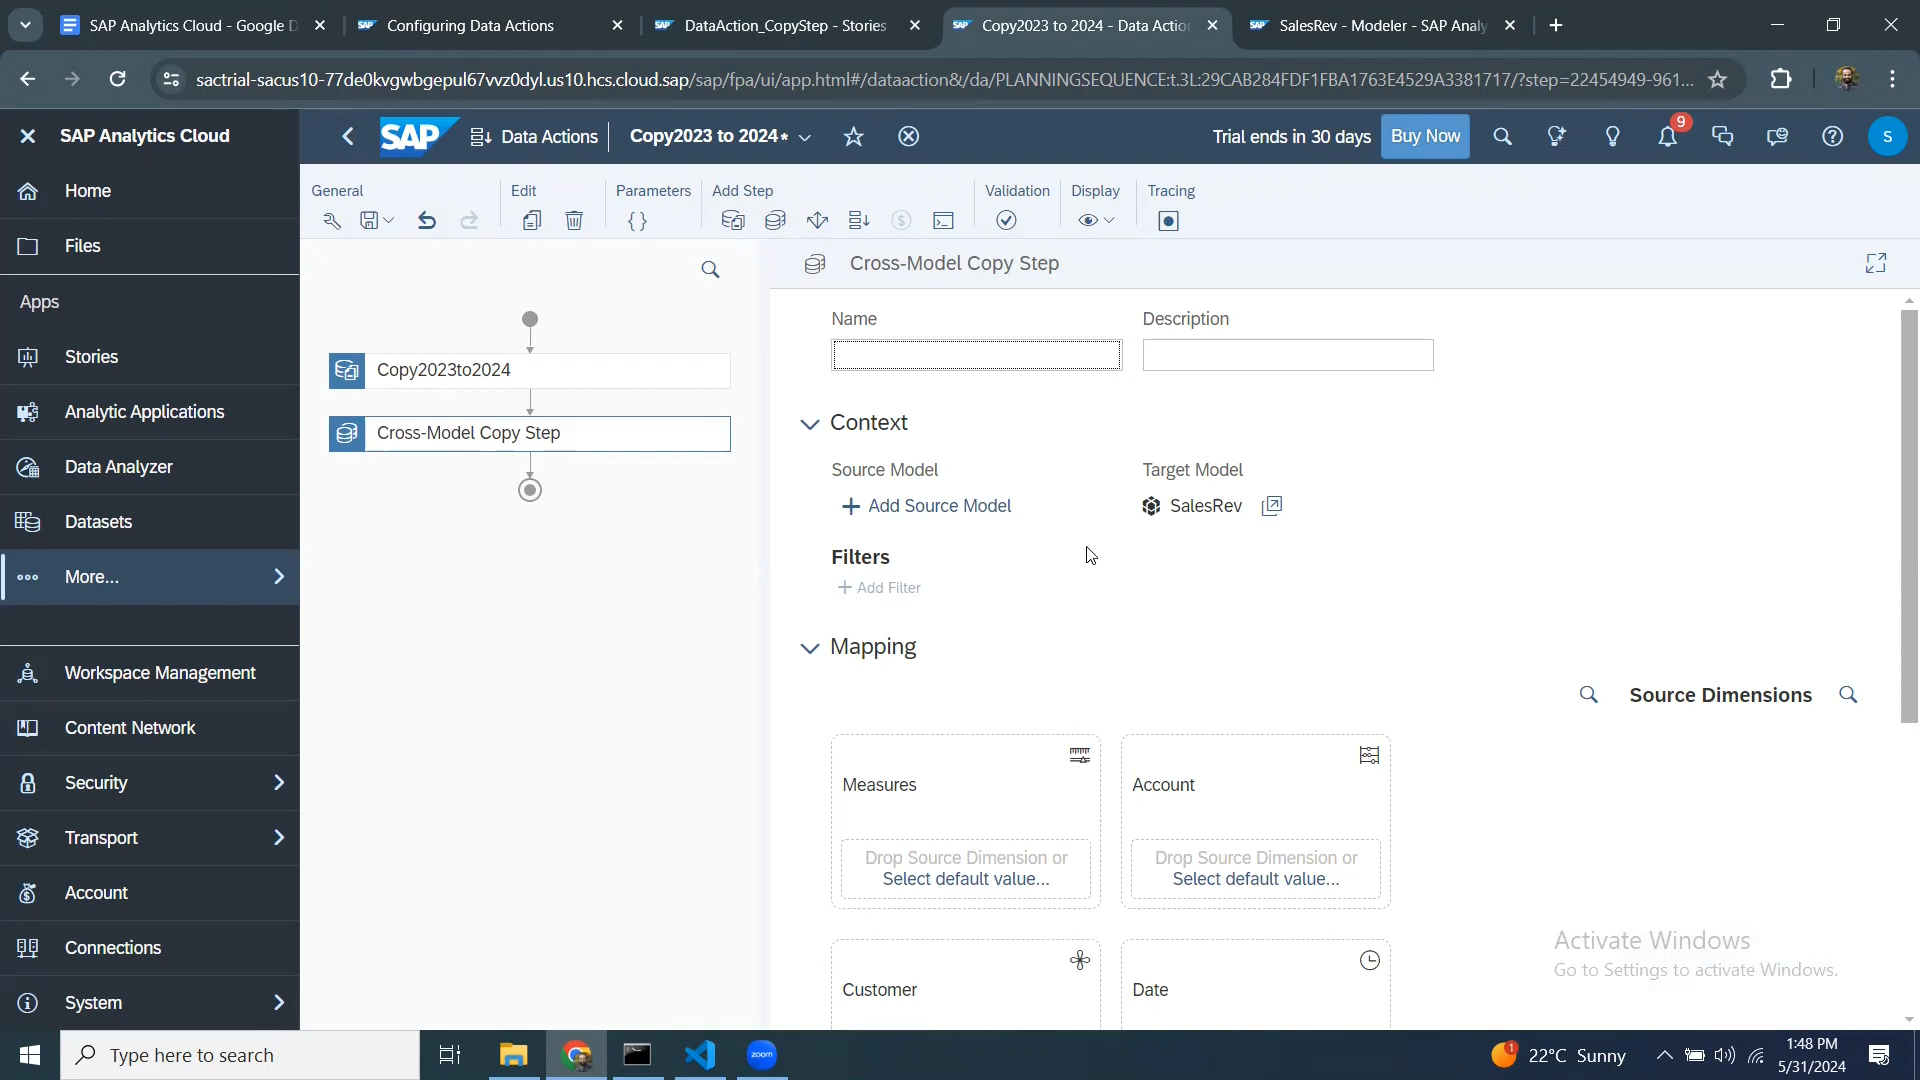 SAP Analytics Cloud - Google D
Configuring Data Actions
DataAction_CopyStep - Stories
Copy2023 to 2024 - Data Action
SalesRev - Modeler - SAP Analy
sactrial-sacus10-77de0kvgwbgepul67vvz0dyl.us10.hcs.cloud.sap/sap/fpa/ui/app.html#/dataaction&/da/PLANNINGSEQUENCE:t.3L:29CAB284FDF1FBA1763E4529A3381717/?step=22454949-961...
SAP Analytics Cloud
SAP
Data Actions
Copy2023 to 2024*
Trial ends in 30 days
Buy Now
9
S
Home
Files
Apps
Stories
Analytic Applications
Data Analyzer
Datasets
More...
Workspace Management
Content Network
Security
Transport
Account
Connections
System
General
Edit
Parameters
Add Step
Validation
Display
Tracing
Copy2023to2024
Cross-Model Copy Step
Cross-Model Copy Step
Name
Description
Context
Source Model
Target Model
Add Source Model
SalesRev
Filters
Add Filter
Mapping
Source Dimensions
Measures
Account
Drop Source Dimension or
Select default value...
Drop Source Dimension or
Select default value...
Customer
Date
Activate Windows
Go to Settings to activate Windows.
Type here to search
zoom
1
22°C Sunny
1:48 PM
5/31/2024